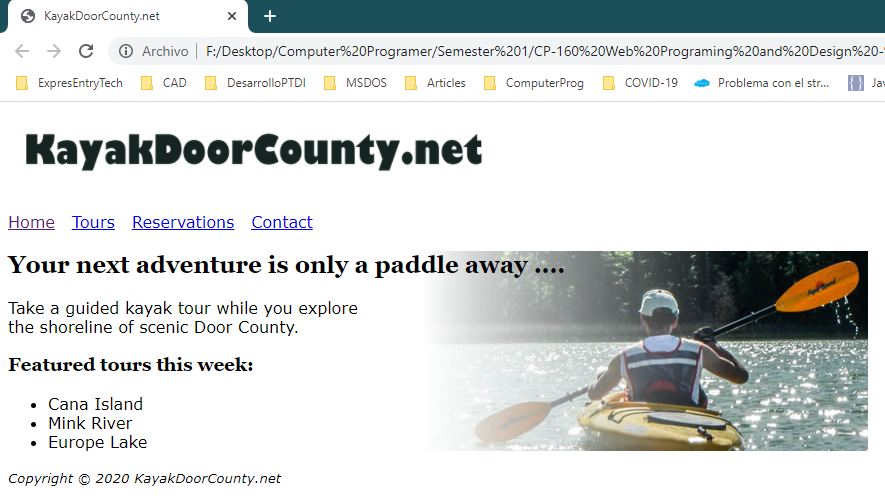 KayakDoorCounty.net
Archivo | F:/Desktop/Computer%20Programer/Semester%201/CP-160%20Web%20Programing%20and%20Design%20-
ExpresEntryTech CAD DesarrolloPTDI MSDOS Articles ComputerProg COVID-19 Problema con el str... Jav
KayakDoorCounty.net
Home Tours Reservations Contact
Your next adventure is only a paddle away ....
Take a guided kayak tour while you explore
the shoreline of scenic Door County.
Featured tours this week:
• Cana Island
• Mink River
• Europe Lake
Copyright © 2020 KayakDoorCounty.net